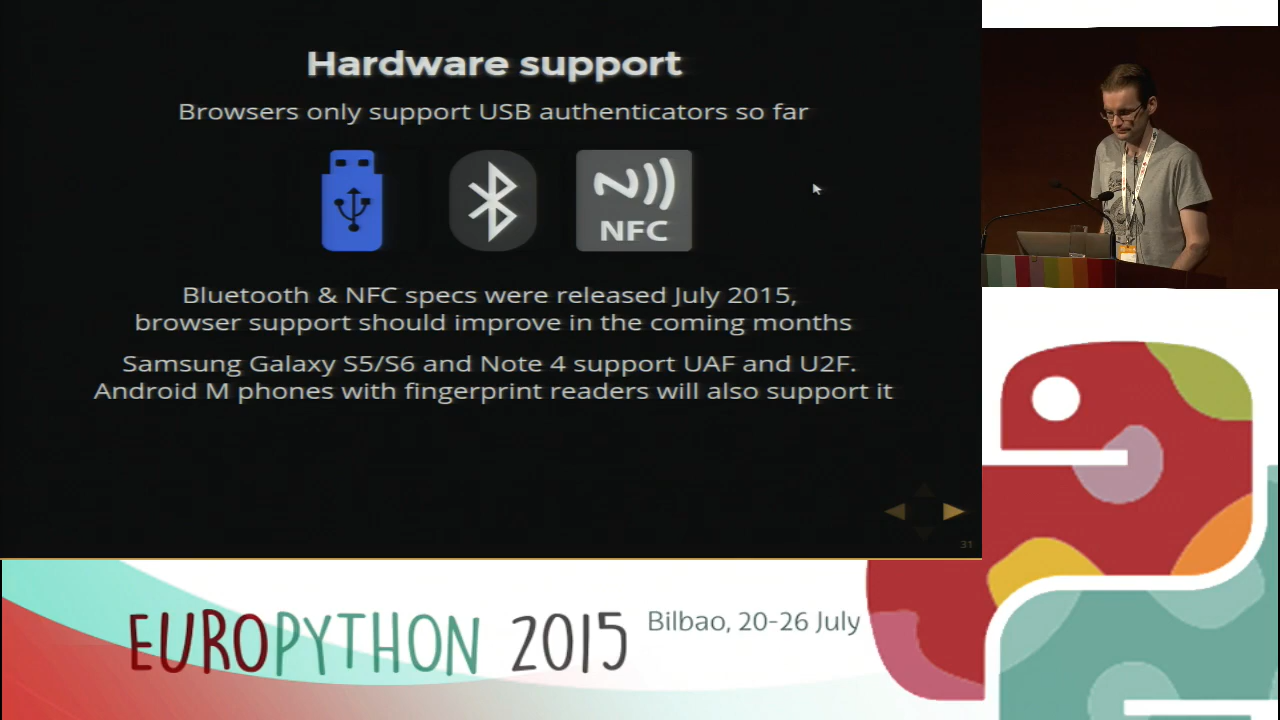 Hardware support
Browsers only support USB authenticators so far
NFC
Bluetooth & NFC specs were released July 2015,
browser support should improve in the coming months
Samsung Galaxy S5/S6 and Note 4 support UAF and U2F.
Android M phones with fingerprint readers will also support it
31
EUROPYTHON 2015
Bilbao, 20-26 July